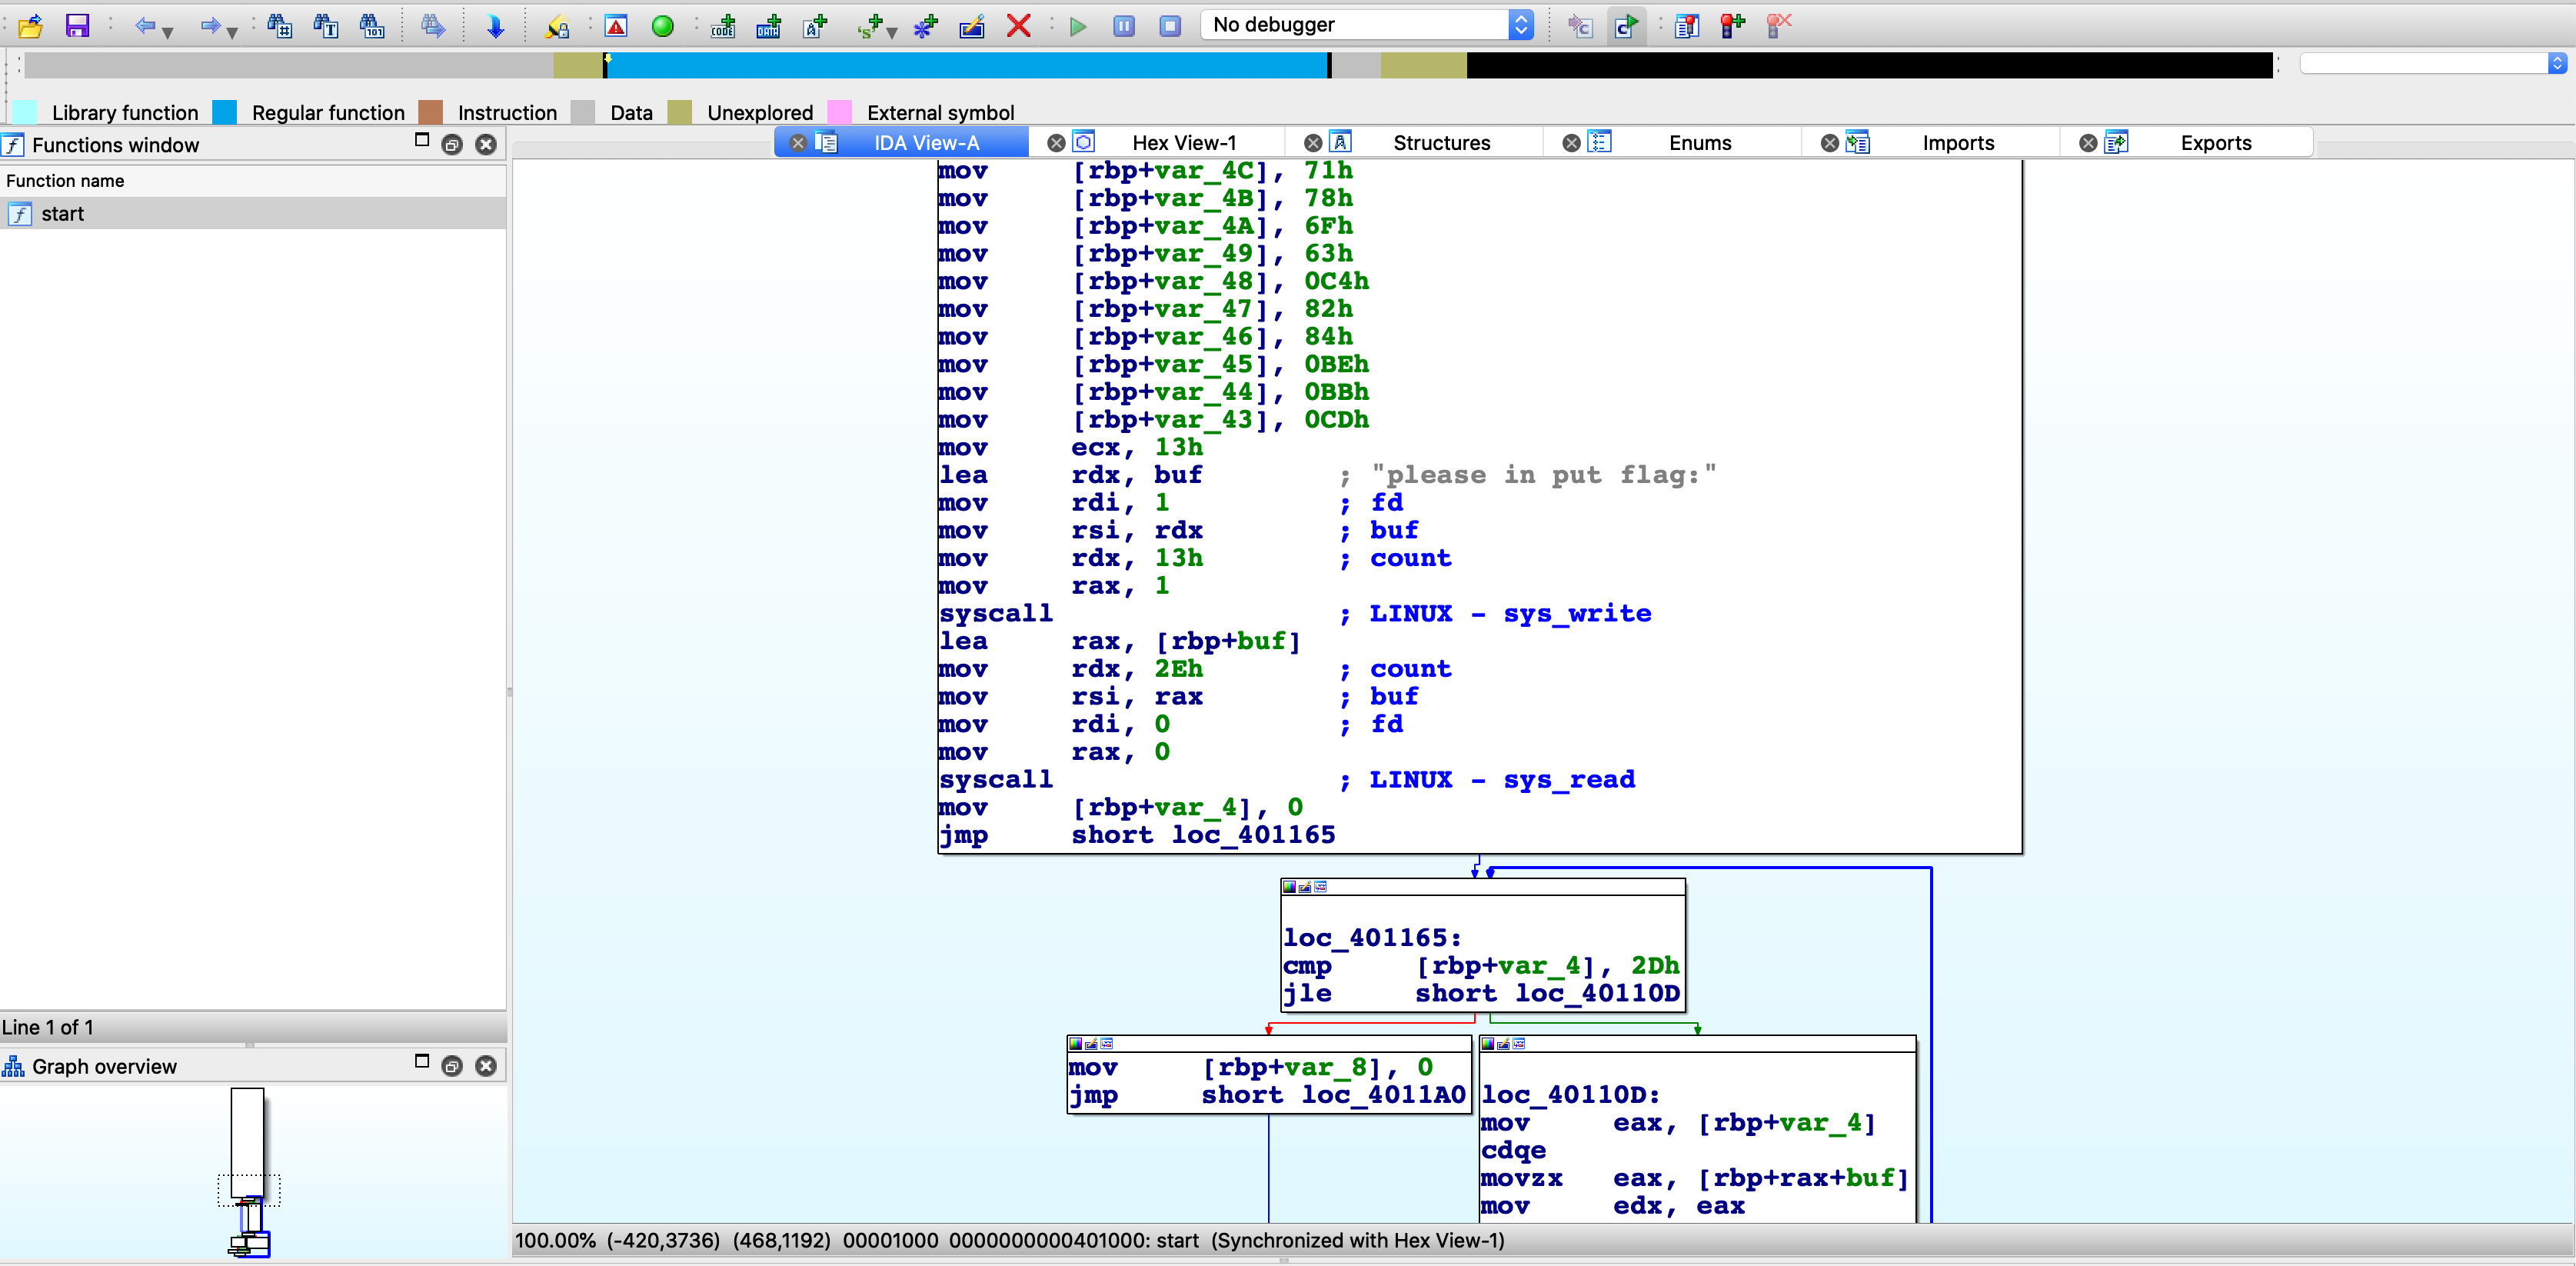 No debugger
Library function Regular function Instruction Data Unexplored External symbol
Functions window
Function name
start
Line 1 of 1
Graph overview
IDA View-A Hex View-1 Structures Enums Imports Exports
mov [rbp+var_4C], 71h
mov [rbp+var_4B], 78h
mov [rbp+var_4A], 6Fh
mov [rbp+var_49], 63h
mov [rbp+var_48], 0C4h
mov [rbp+var_47], 82h
mov [rbp+var_46], 84h
mov [rbp+var_45], 0BEh
mov [rbp+var_44], 0BBh
mov [rbp+var_43], 0CDh
mov ecx, 13h
lea rdx, buf ; "please in put flag:"
mov rdi, 1 ; fd
mov rsi, rdx ; buf
mov rdx, 13h ; count
mov rax, 1
syscall ; LINUX - sys_write
lea rax, [rbp+buf]
mov rdx, 2Eh ; count
mov rsi, rax ; buf
mov rdi, 0 ; fd
mov rax, 0
syscall ; LINUX - sys_read
mov [rbp+var_4], 0
jmp short loc_401165
loc_401165:
cmp [rbp+var_4], 2Dh
jle short loc_40110D
mov [rbp+var_8], 0
jmp short loc_4011A0
loc_40110D:
mov eax, [rbp+var_4]
cdqe
movzx eax, [rbp+rax+buf]
mov edx, eax
100.00% (-420,3736) (468,1192) 00001000 0000000000401000: start (Synchronized with Hex View-1)